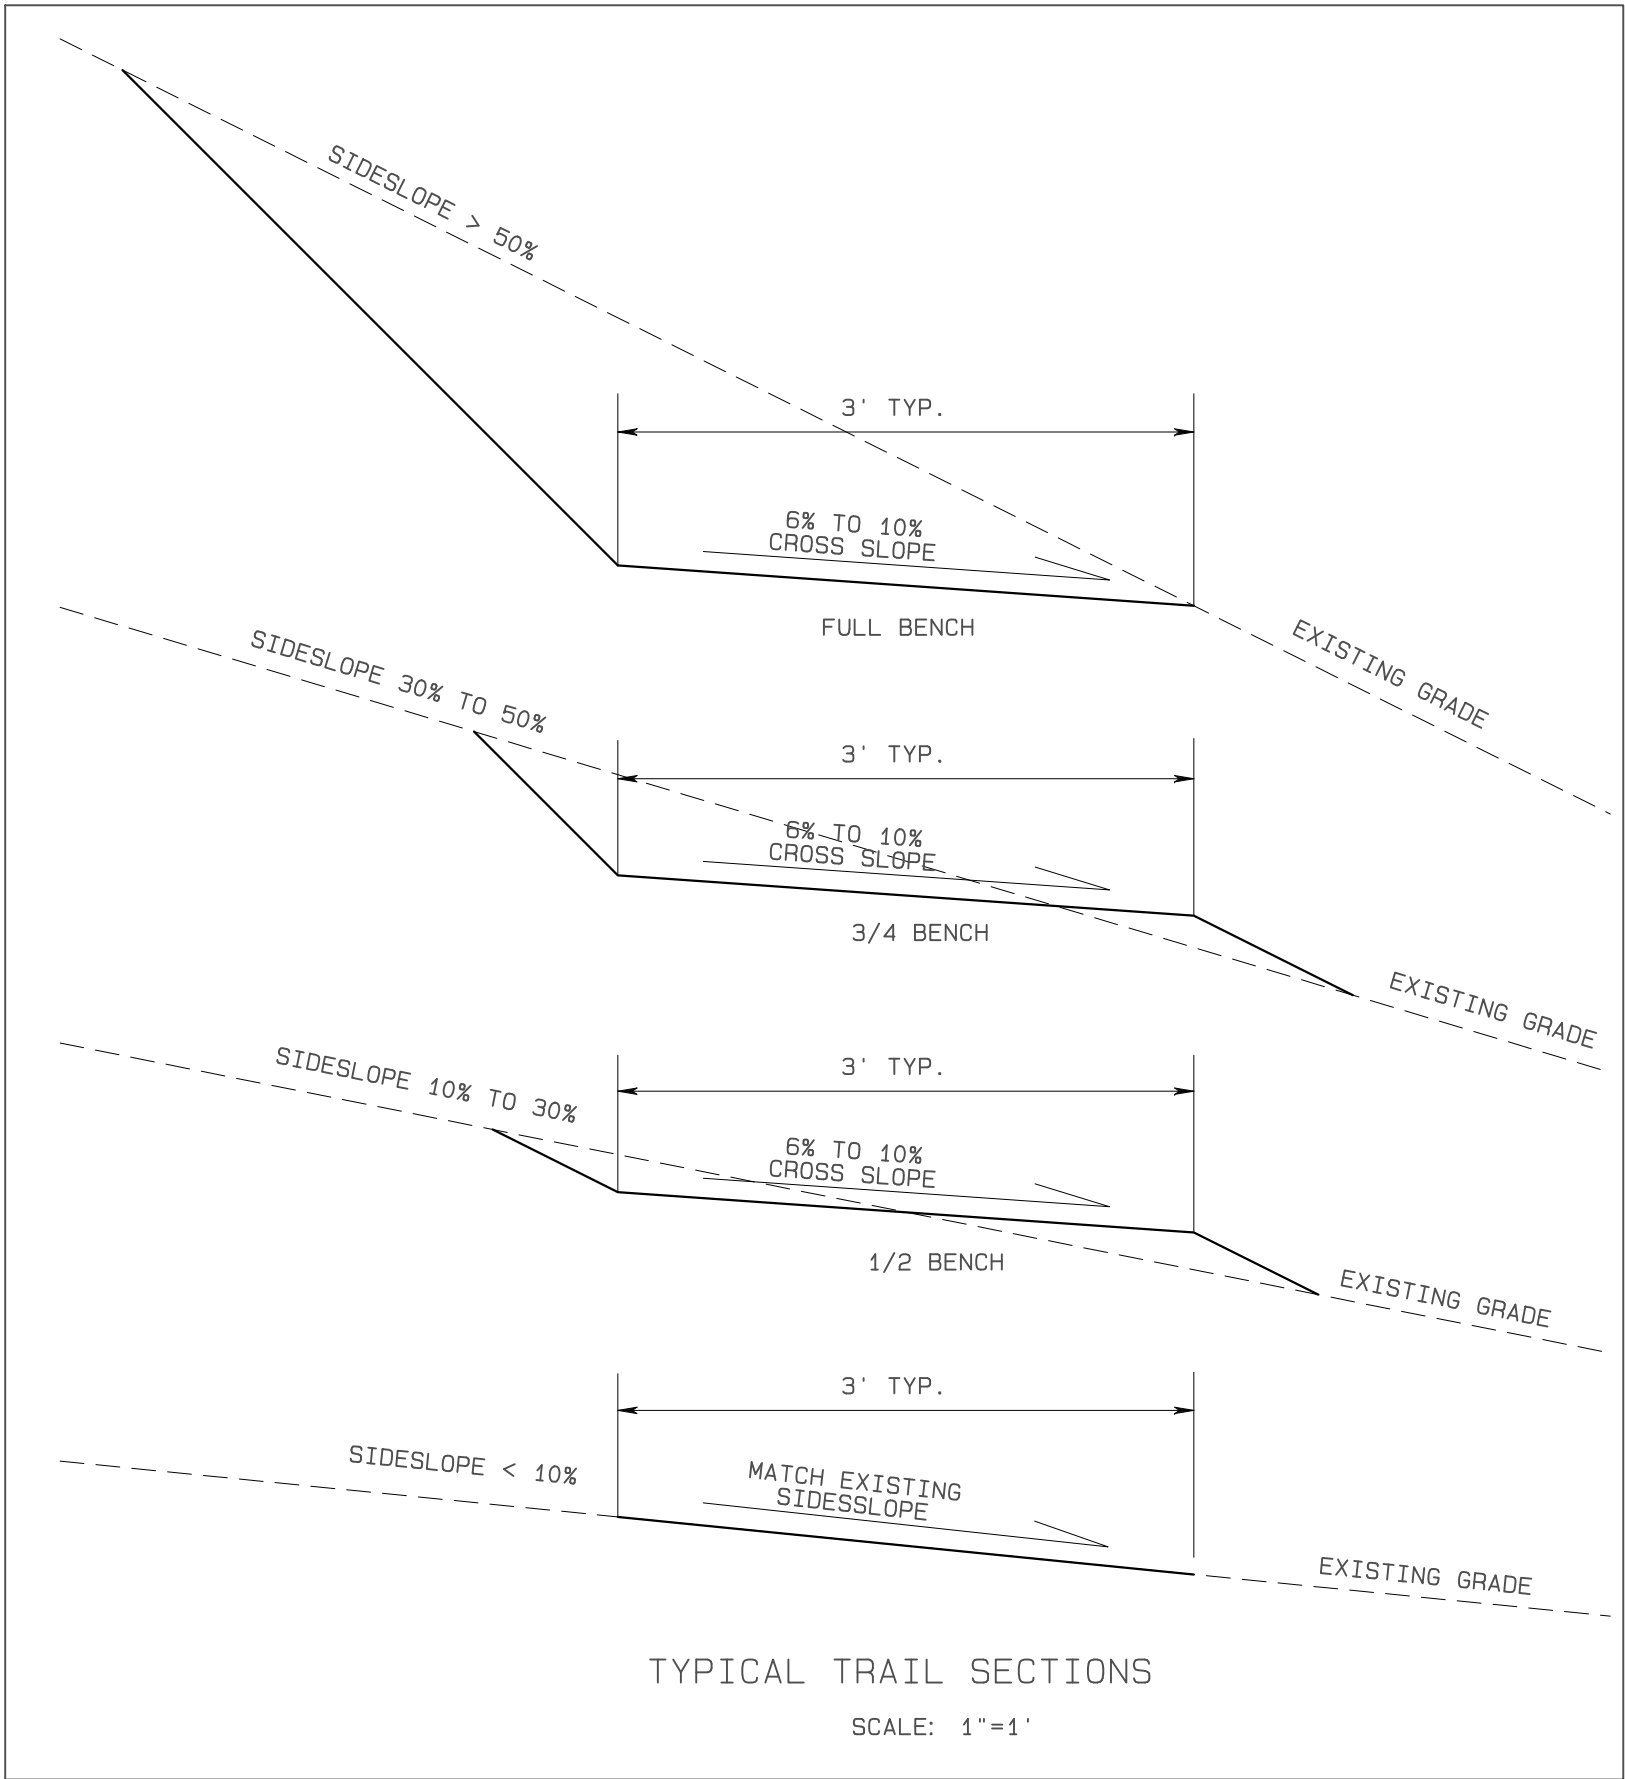 SIDESLOPE > 50%
3' TYP.
6% TO 10%
CROSS SLOPE
FULL BENCH
EXISTING GRADE
SIDESLOPE 30% TO 50%
3' TYP.
6% TO 10%
CROSS SLOPE
3/4 BENCH
EXISTING GRADE
SIDESLOPE 10% TO 30%
3' TYP.
6% TO 10%
CROSS SLOPE
1/2 BENCH
EXISTING GRADE
3' TYP.
SIDESLOPE < 10%
MATCH EXISTING
SIDESSLOPE
EXISTING GRADE
TYPICAL TRAIL SECTIONS
SCALE: 1"=1'